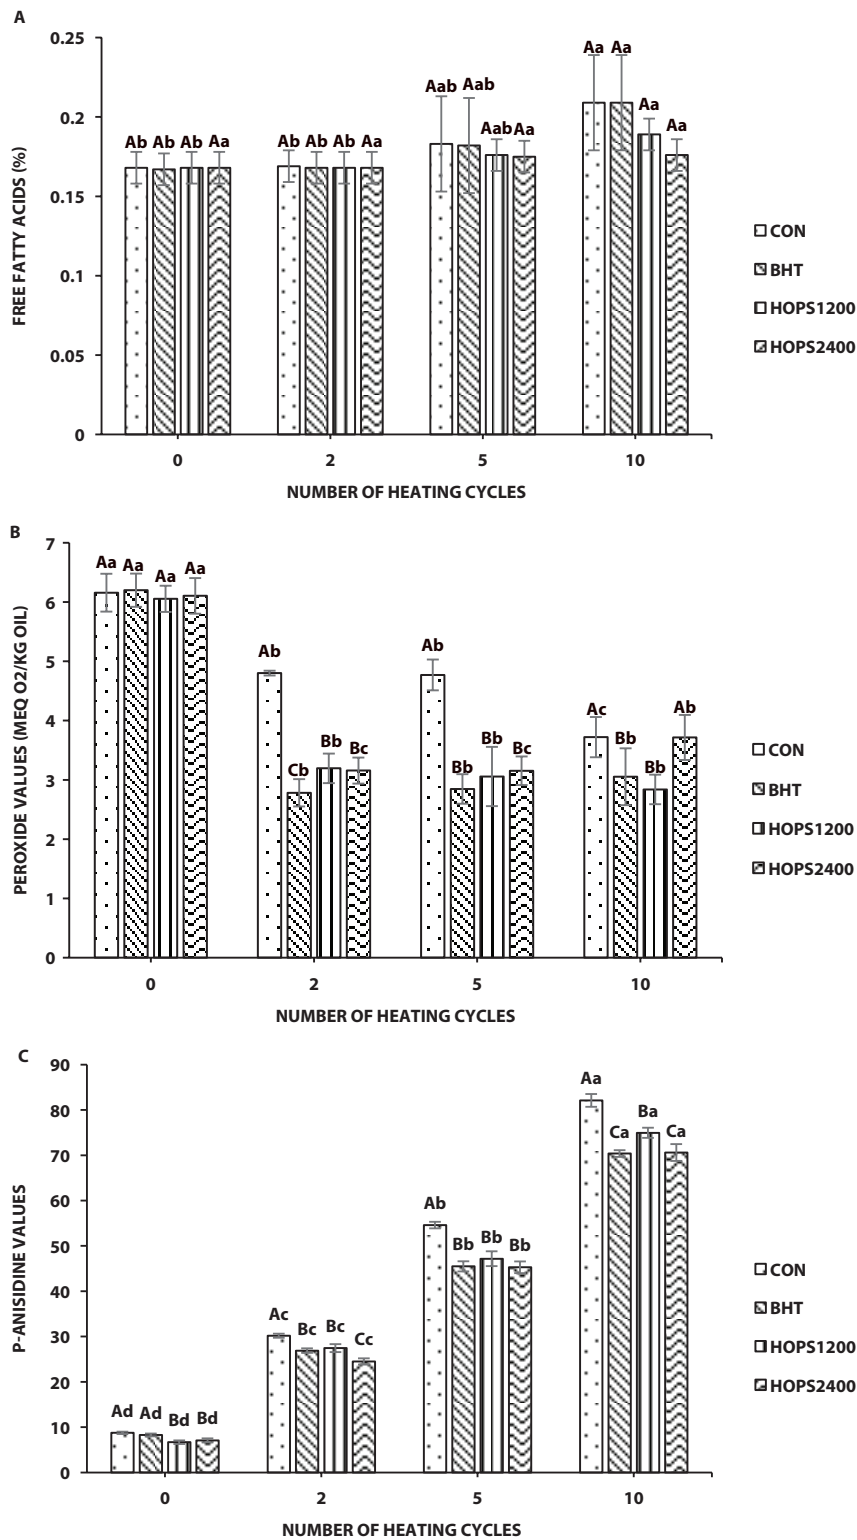 A
0.25
0.2
0.15
0.1
0.05
0
FREE FATTY ACIDS (%)
Ab Ab Ab Aa
Ab Ab Ab Aa
Aab Aab Aab Aa
Aa Aa Aa Aa
0 2 5 10
NUMBER OF HEATING CYCLES
CON
BHT
HOPS1200
HOPS2400
B
7
6
5
4
3
2
1
0
PEROXIDE VALUES (MEQ O2/KG OIL)
Aa Aa Aa Aa
Ab Cb Bb Bc
Ab Bb Bb Bc
Ac Bb Bb Ab
0 2 5 10
NUMBER OF HEATING CYCLES
CON
BHT
HOPS1200
HOPS2400
C
90
80
70
60
50
40
30
20
10
0
P-ANISIDINE VALUES
Ad Ad Bd Bd
Ac Bc Bc Cc
Ab Bb Bb Bb
Aa Ca Ba Ca
0 2 5 10
NUMBER OF HEATING CYCLES
CON
BHT
HOPS1200
HOPS2400